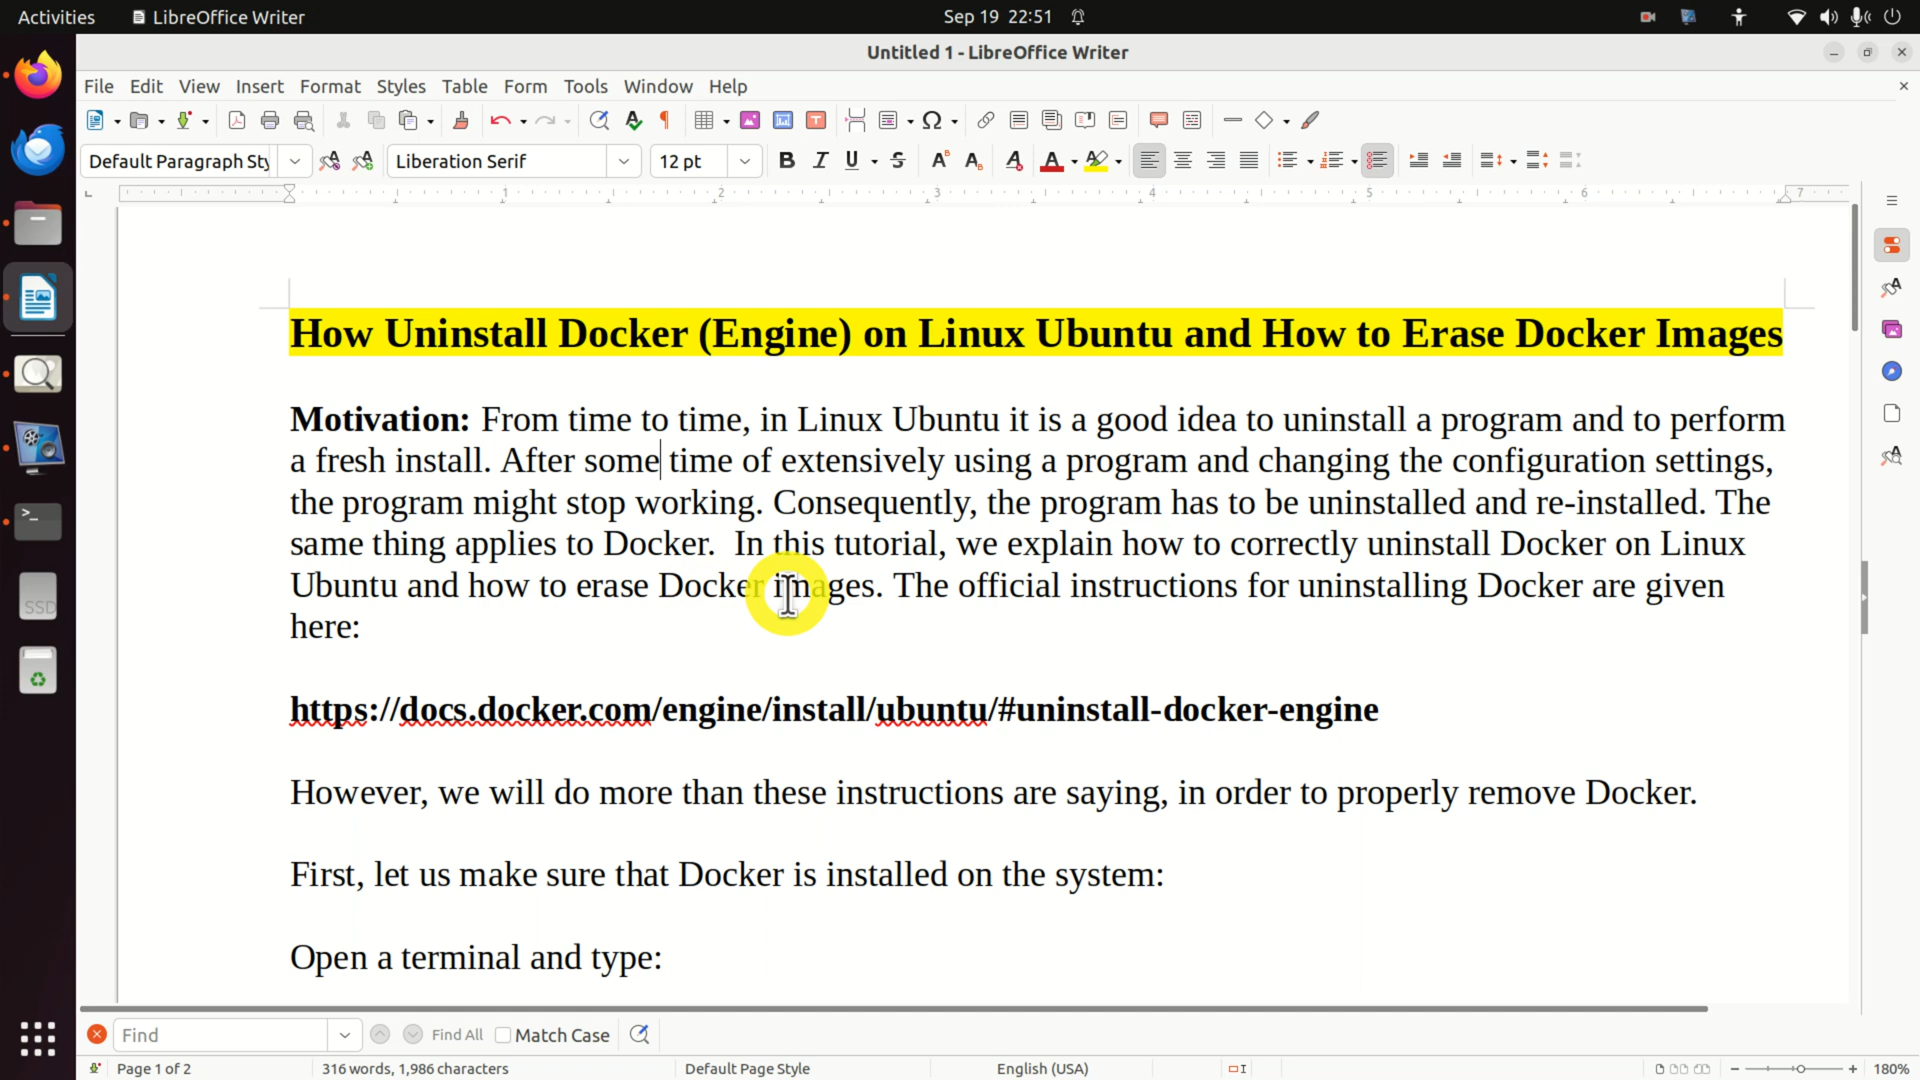 Activities LibreOffice Writer Sep 19 22:51
Untitled 1 - LibreOffice Writer
File Edit View Insert Format Styles Table Form Tools Window Help
Default Paragraph Sty Liberation Serif 12 pt
1 2 3 4 5 6 7
How Uninstall Docker (Engine) on Linux Ubuntu and How to Erase Docker Images
Motivation: From time to time, in Linux Ubuntu it is a good idea to uninstall a program and to perform
a fresh install. After some time of extensively using a program and changing the configuration settings,
the program might stop working. Consequently, the program has to be uninstalled and re-installed. The
same thing applies to Docker.  In this tutorial, we explain how to correctly uninstall Docker on Linux
Ubuntu and how to erase Docker images. The official instructions for uninstalling Docker are given
here:
https://docs.docker.com/engine/install/ubuntu/#uninstall-docker-engine
However, we will do more than these instructions are saying, in order to properly remove Docker.
First, let us make sure that Docker is installed on the system:
Open a terminal and type:
SSD
Find Find All Match Case
Page 1 of 2 316 words, 1,986 characters Default Page Style English (USA) 180%